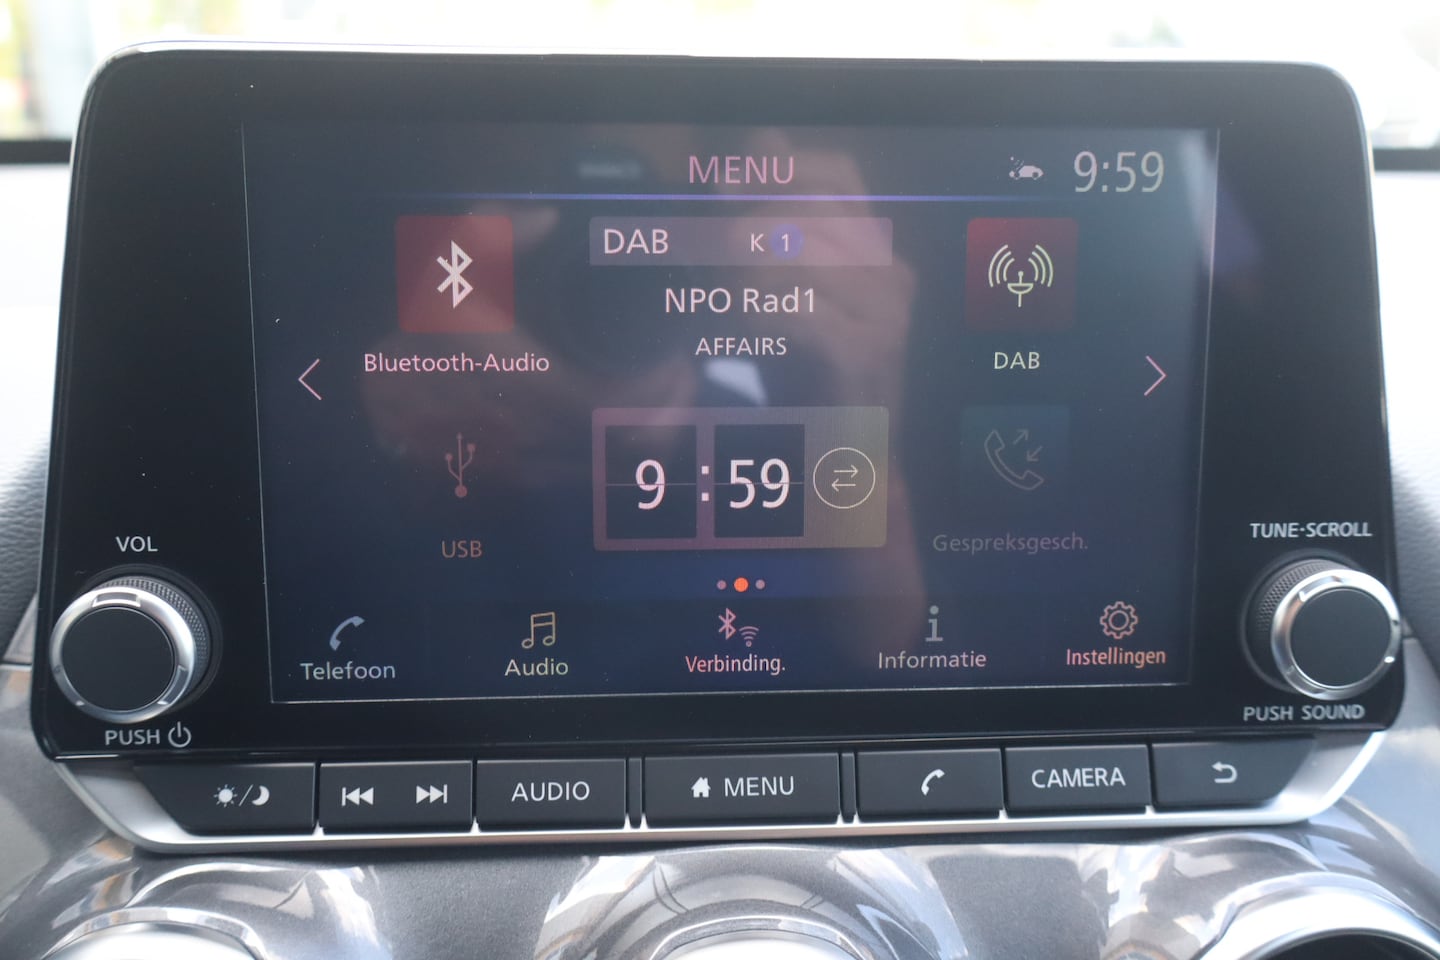 MENU
9:59
DAB K 1
NPO Rad1
AFFAIRS
Bluetooth-Audio
DAB
9:59
USB
Gespreksgesch.
Telefoon
Audio
Verbinding.
Informatie
Instellingen
VOL
PUSH
TUNE·SCROLL
PUSH SOUND
AUDIO
MENU
CAMERA